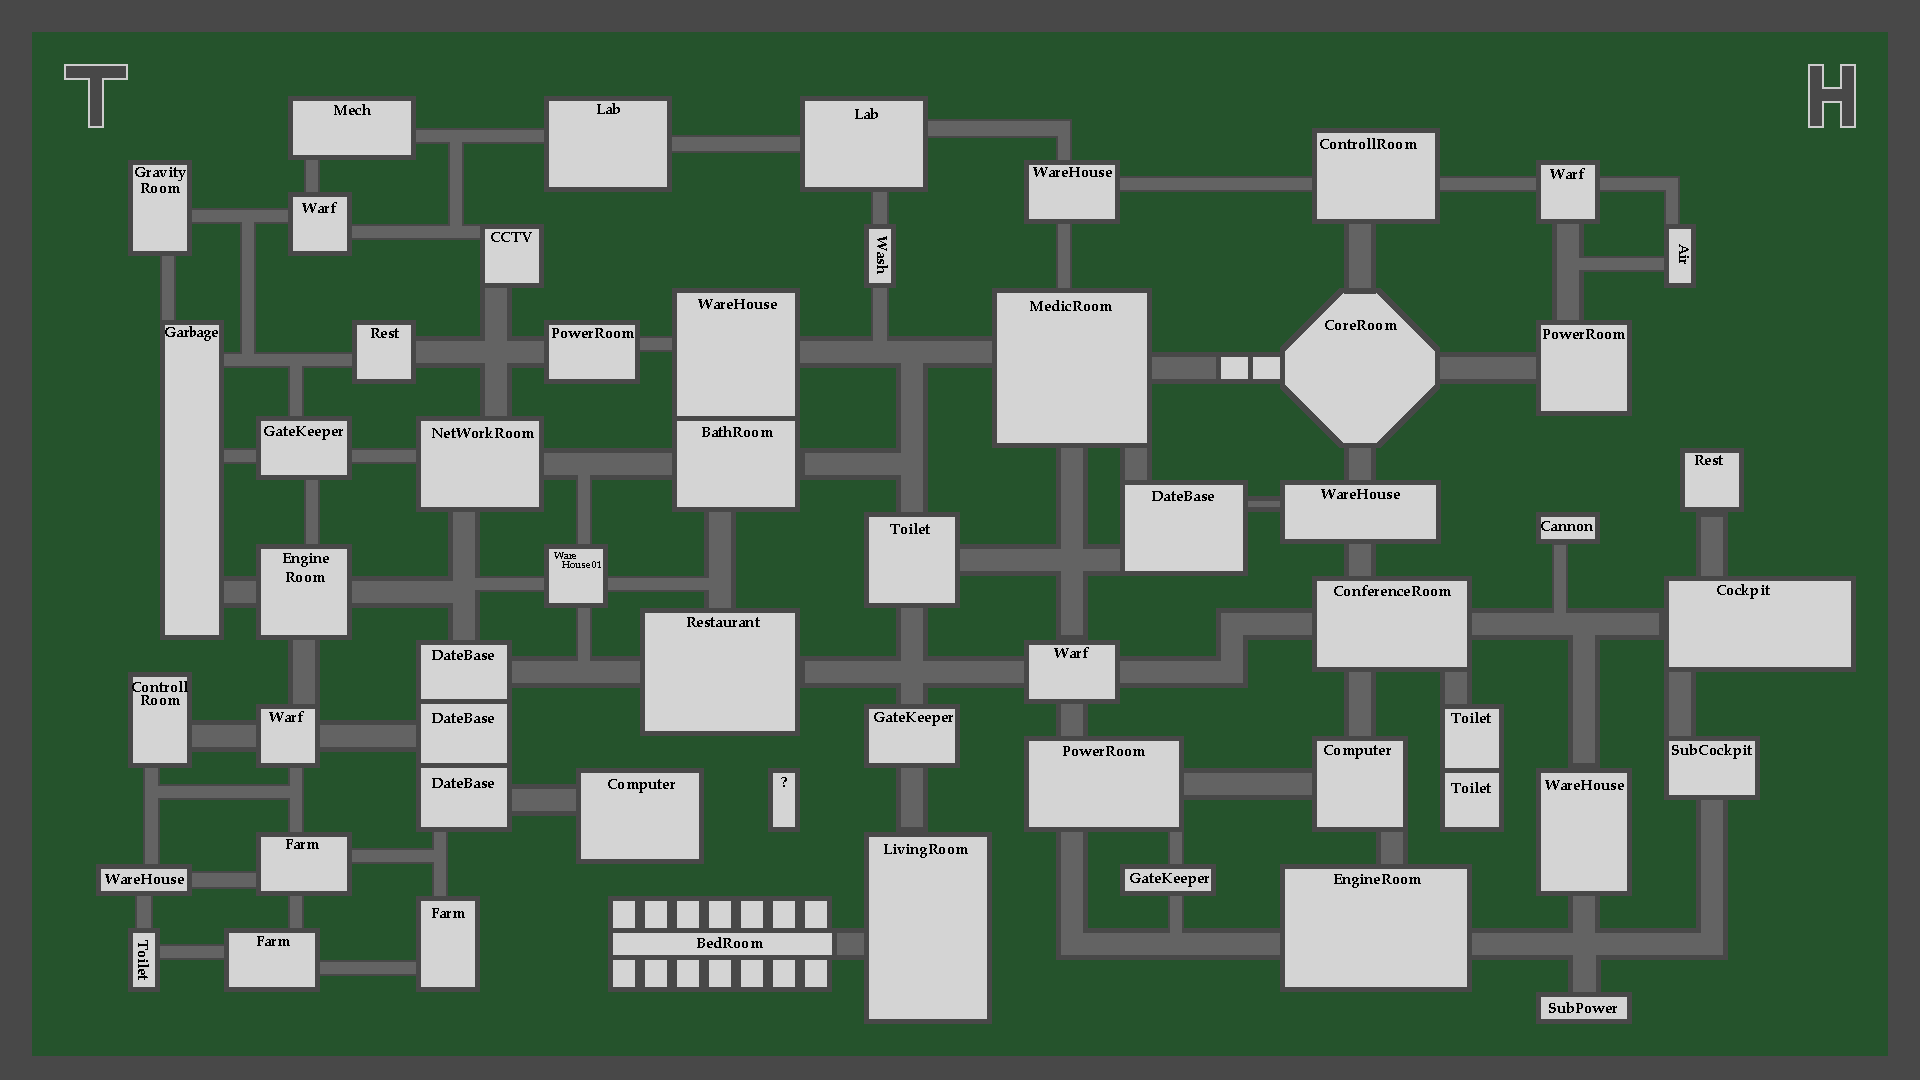 T
H
Mech
Lab
Lab
ControllRoom
Gravity
Room
WareHouse
Warf
Warf
CCTV
Wash
Air
WareHouse
MedicRoom
CoreRoom
Garbage
Rest
PowerRoom
PowerRoom
GateKeeper
NetWorkRoom
BathRoom
Rest
DateBase
WareHouse
Toilet
Cannon
Engine
Room
Ware
House01
ConferenceRoom
Cockpit
Restaurant
DateBase
Warf
Controll
Room
Warf
DateBase
GateKeeper
Toilet
PowerRoom
Computer
SubCockpit
DateBase
Computer
?
Toilet
WareHouse
Farm
LivingRoom
WareHouse
GateKeeper
EngineRoom
Farm
Farm
BedRoom
Toilet
SubPower